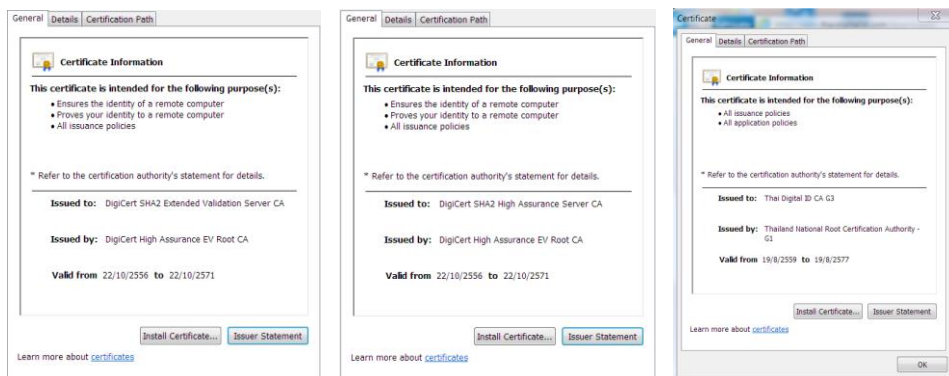 General Details Certification Path
Certificate Information
This certificate is intended for the following purpose(s):
• Ensures the identity of a remote computer
• Proves your identity to a remote computer
• All issuance policies
* Refer to the certification authority's statement for details.
Issued to: DigiCert SHA2 Extended Validation Server CA
Issued by: DigiCert High Assurance EV Root CA
Valid from 22/10/2556 to 22/10/2571
Install Certificate... Issuer Statement
Learn more about certificates
General Details Certification Path
Certificate Information
This certificate is intended for the following purpose(s):
• Ensures the identity of a remote computer
• Proves your identity to a remote computer
• All issuance policies
* Refer to the certification authority's statement for details.
Issued to: DigiCert SHA2 High Assurance Server CA
Issued by: DigiCert High Assurance EV Root CA
Valid from 22/10/2556 to 22/10/2571
Install Certificate... Issuer Statement
Learn more about certificates
Certificate
General Details Certification Path
Certificate Information
This certificate is intended for the following purpose(s):
• All issuance policies
• All application policies
* Refer to the certification authority's statement for details.
Issued to: Thai Digital ID CA G3
Issued by: Thailand National Root Certification Authority -
G1
Valid from 19/8/2559 to 19/8/2577
Install Certificate... Issuer Statement
Learn more about certificates
OK